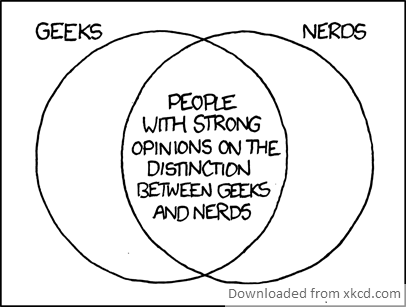 GEEKS
NERDS
PEOPLE
WITH STRONG
OPINIONS ON THE
DISTINCTION
BETWEEN GEEKS
AND NERDS
Downloaded from xkcd.com